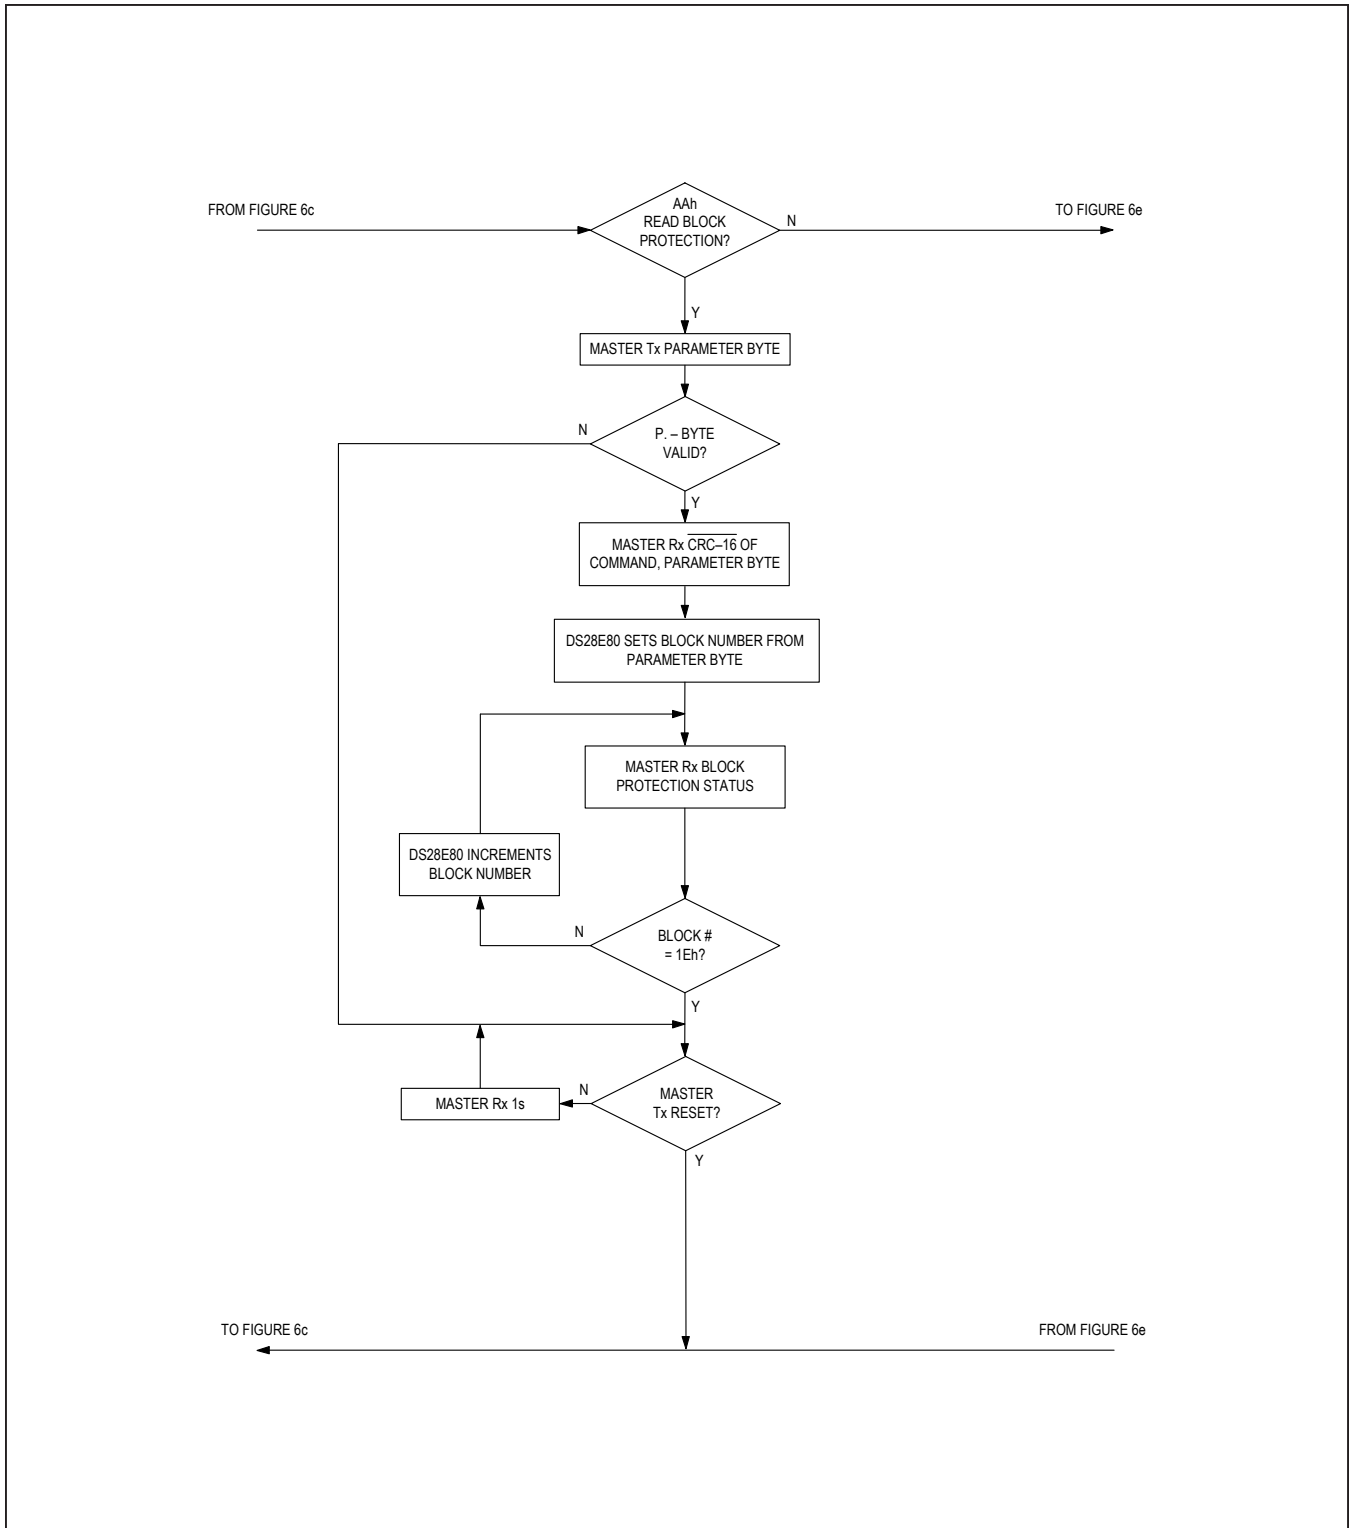 FROM FIGURE 6c
AAh
READ BLOCK
PROTECTION?
N
TO FIGURE 6e
Y
MASTER Tx PARAMETER BYTE
N
P. – BYTE
VALID?
Y
MASTER Rx CRC–16 OF
COMMAND, PARAMETER BYTE
DS28E80 SETS BLOCK NUMBER FROM
PARAMETER BYTE
MASTER Rx BLOCK
PROTECTION STATUS
DS28E80 INCREMENTS
BLOCK NUMBER
N
BLOCK #
= 1Eh?
Y
MASTER Rx 1s
N
MASTER
Tx RESET?
Y
TO FIGURE 6c
FROM FIGURE 6e